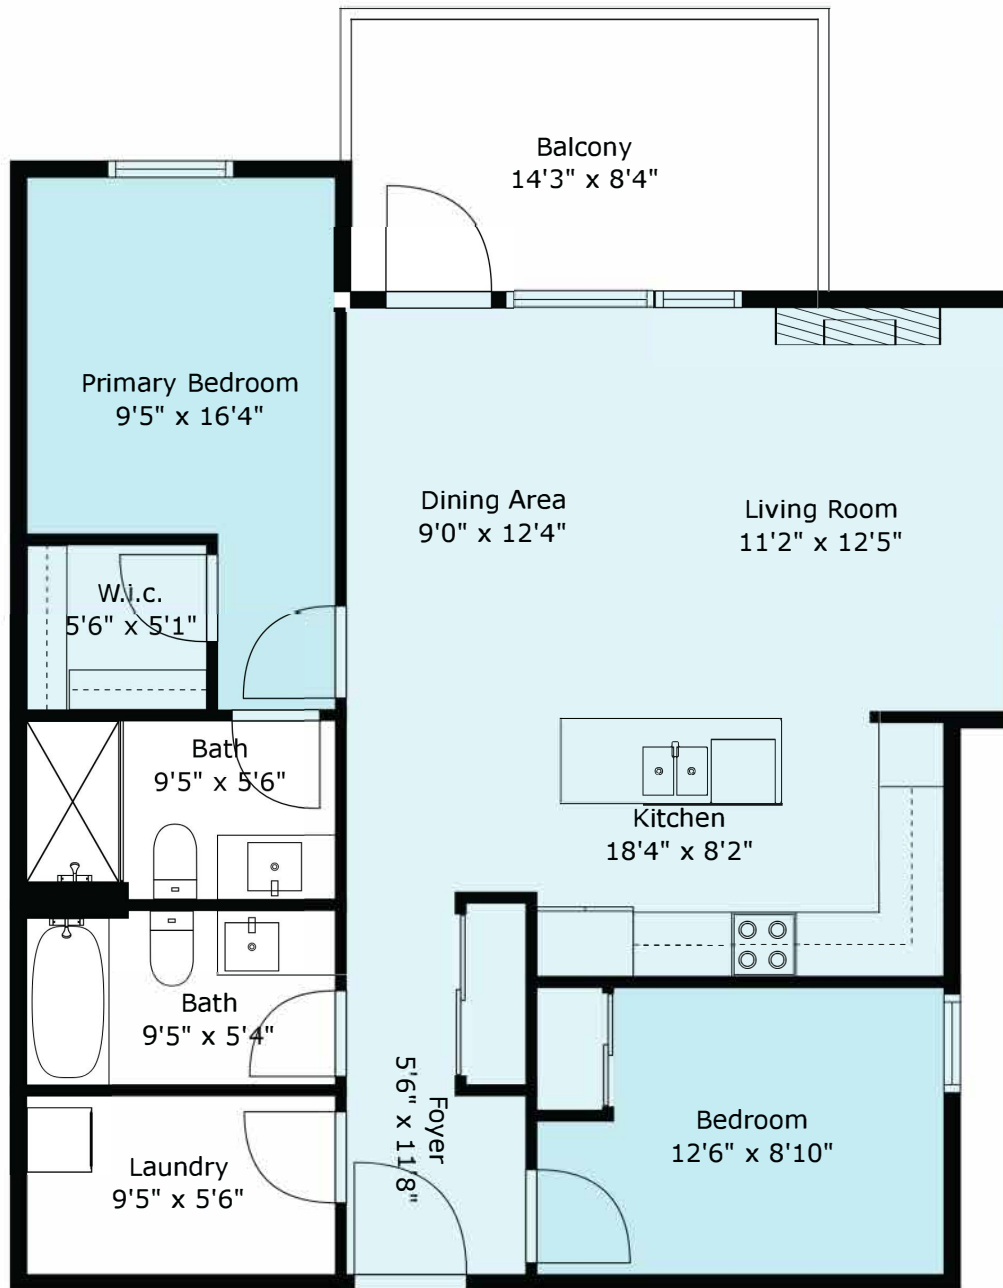 Balcony
14'3" x 8'4"
Primary Bedroom
9'5" x 16'4"
Dining Area
9'0" x 12'4"
Living Room
11'2" x 12'5"
W.i.c.
5'6" x 5'1"
Bath
9'5" x 5'6"
Kitchen
18'4" x 8'2"
Bath
9'5" x 5'4"
Foyer
5'6" x 11'8"
Bedroom
12'6" x 8'10"
Laundry
9'5" x 5'6"